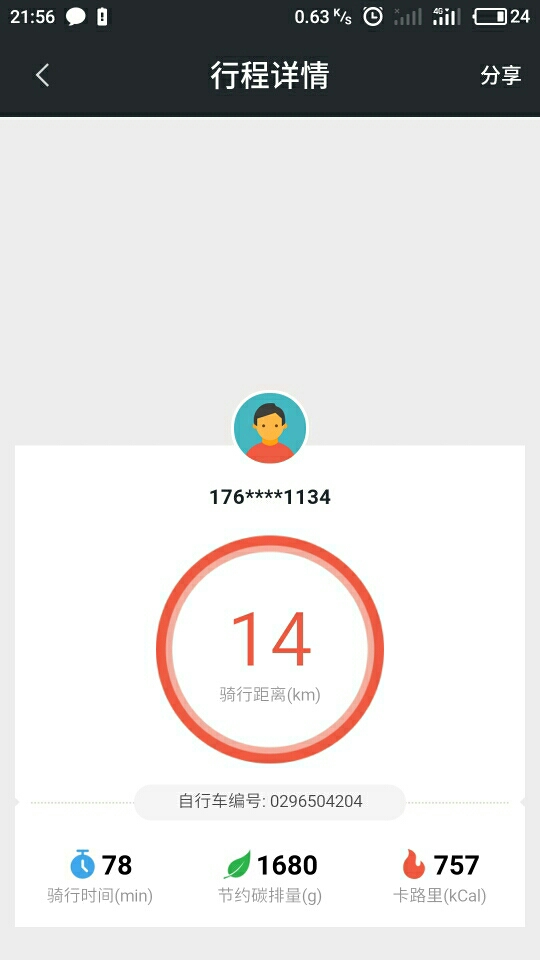 21:56 0.63 K/s 4G 24
行程详情 分享
176****1134
14
骑行距离(km)
自行车编号: 0296504204
78 1680 757
骑行时间(min) 节约碳排量(g) 卡路里(kCal)